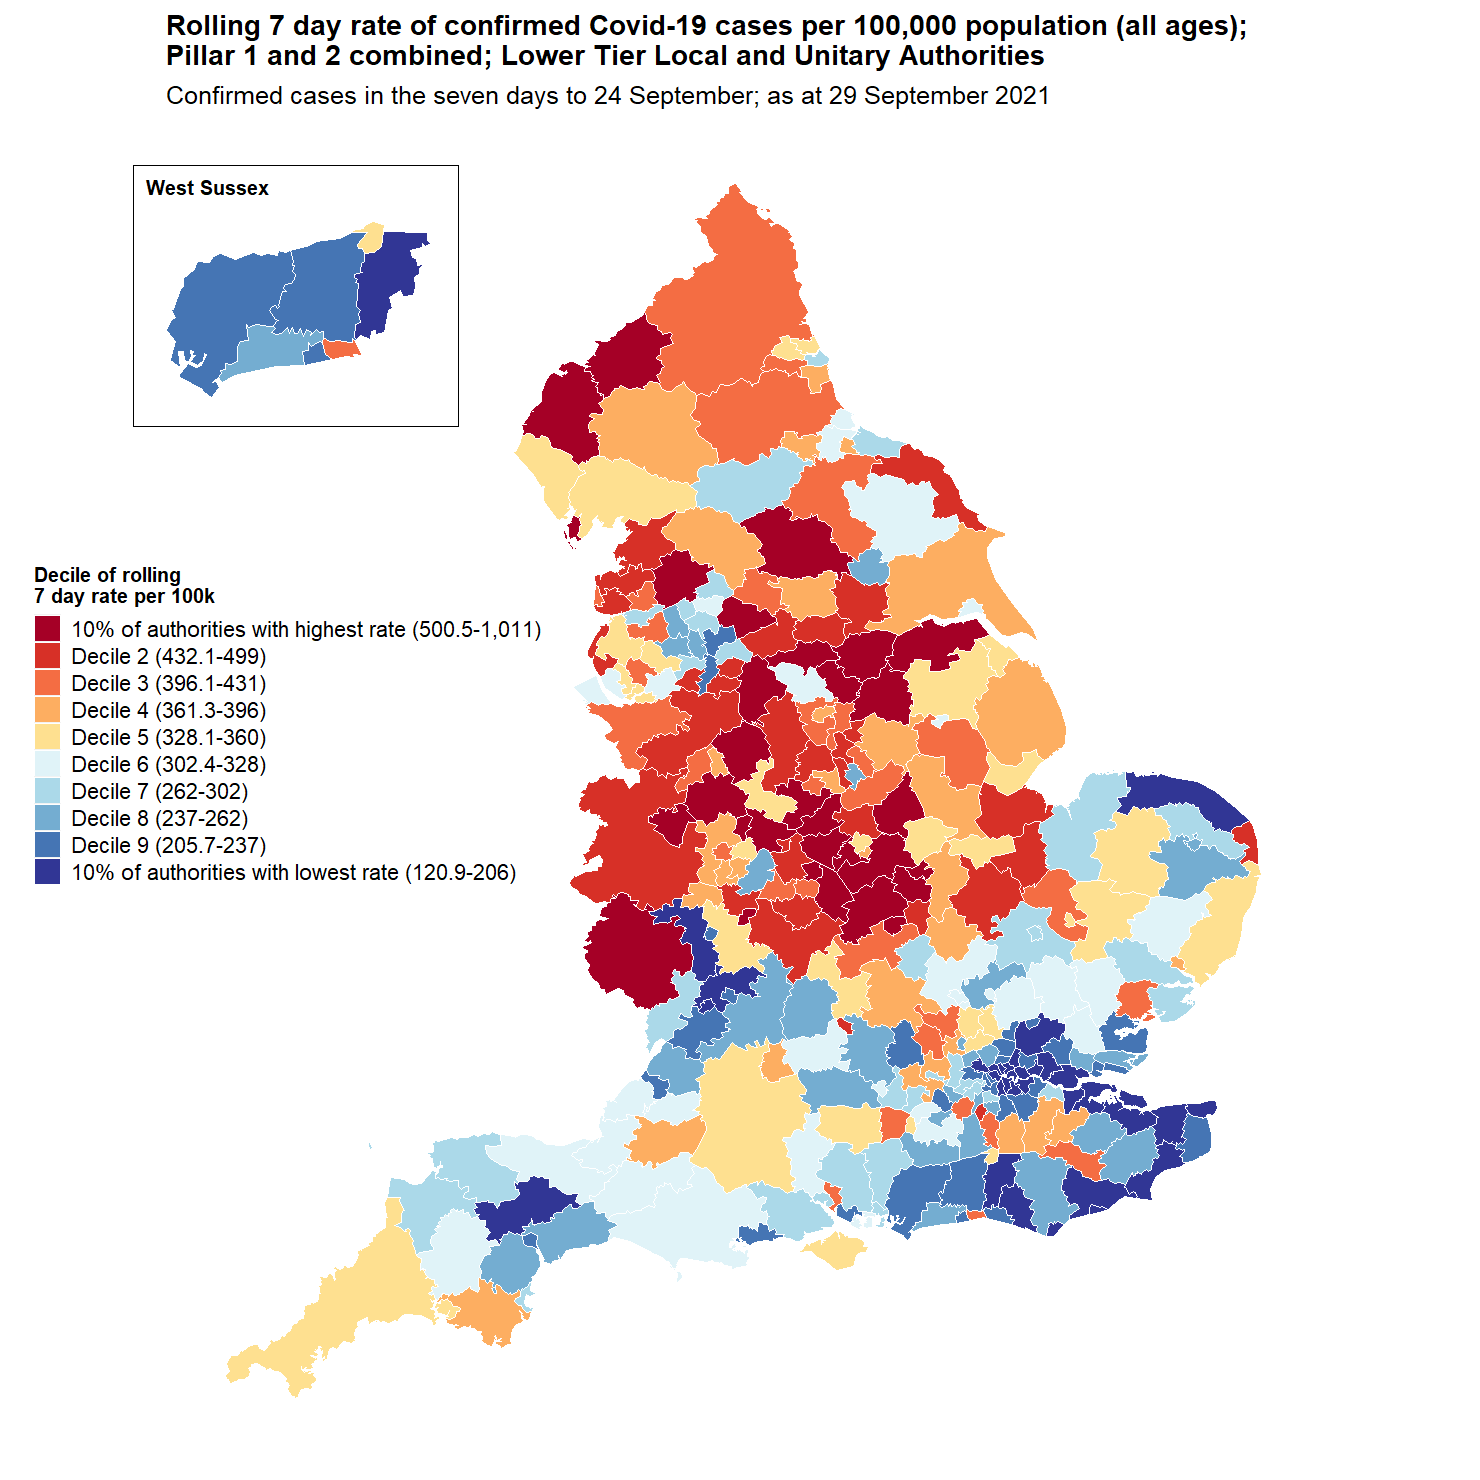 Rolling 7 day rate of confirmed Covid-19 cases per 100,000 population (all ages);
Pillar 1 and 2 combined; Lower Tier Local and Unitary Authorities
Confirmed cases in the seven days to 24 September; as at 29 September 2021
West Sussex
Decile of rolling
7 day rate per 100k
10% of authorities with highest rate (500.5-1,011)
Decile 2 (432.1-499)
Decile 3 (396.1-431)
Decile 4 (361.3-396)
Decile 5 (328.1-360)
Decile 6 (302.4-328)
Decile 7 (262-302)
Decile 8 (237-262)
Decile 9 (205.7-237)
10% of authorities with lowest rate (120.9-206)